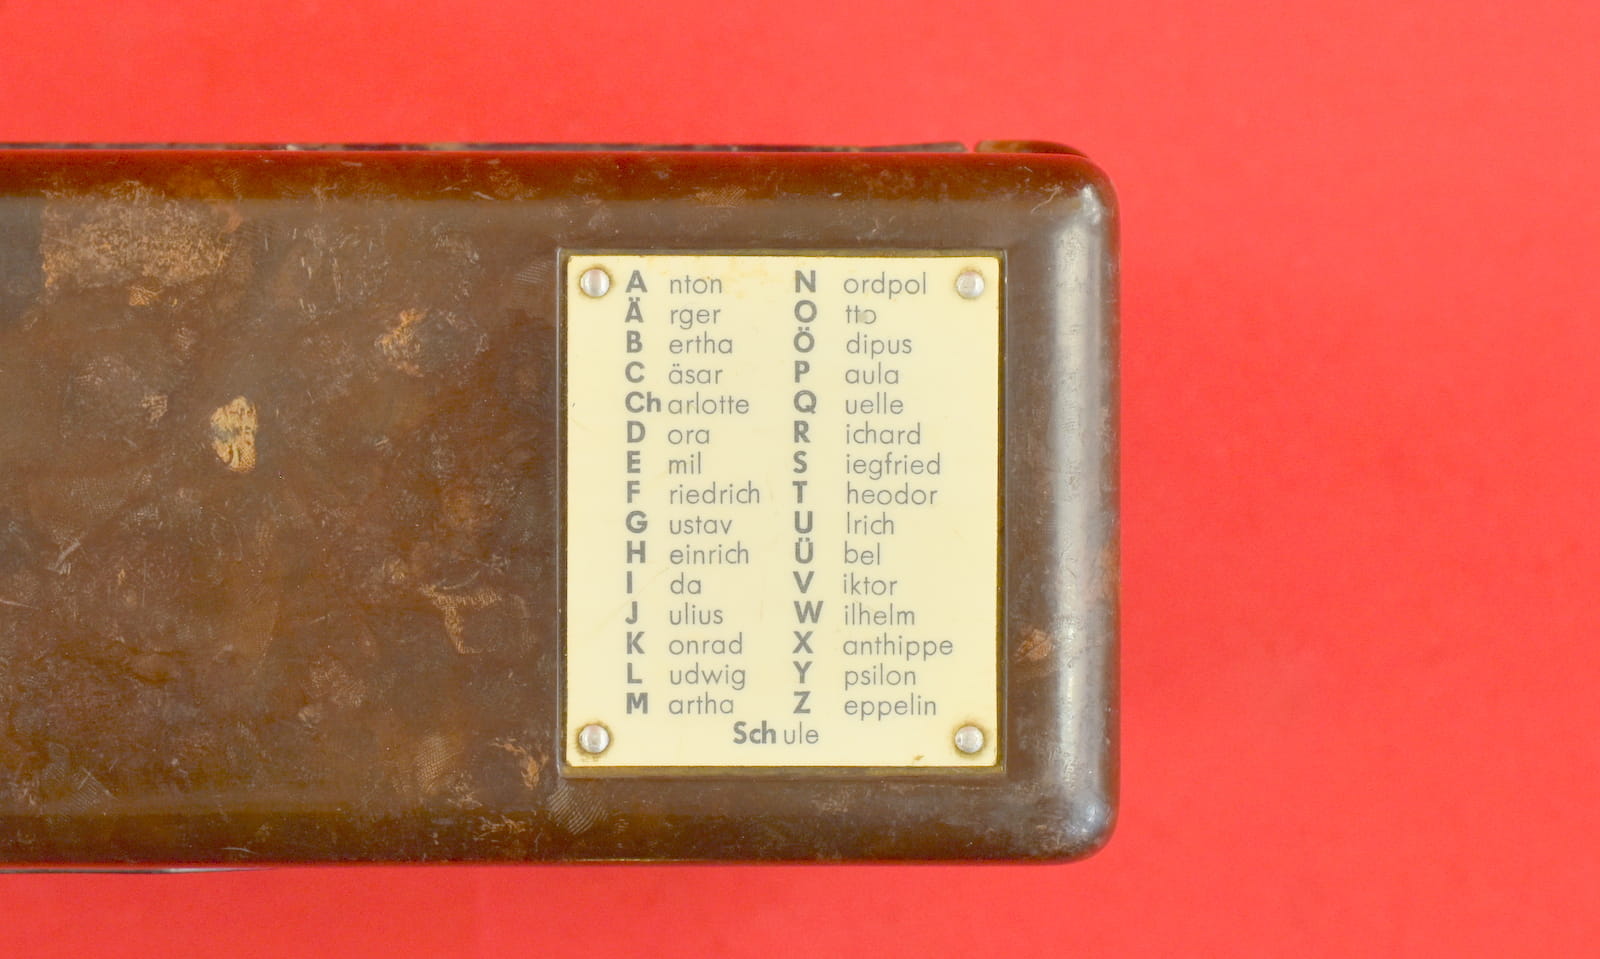 Anton
Ärger
Bertha
Cäsar
Charlotte
Dora
Emil
Friedrich
Gustav
Heinrich
Ida
Julius
Konrad
Ludwig
Martha
Nordpol
Otto
Ödipus
Paula
Quelle
Richard
Siegfried
Theodor
Ulrich
Übel
Viktor
Wilhelm
Xanthippe
Ypsilon
Zeppelin
Schule